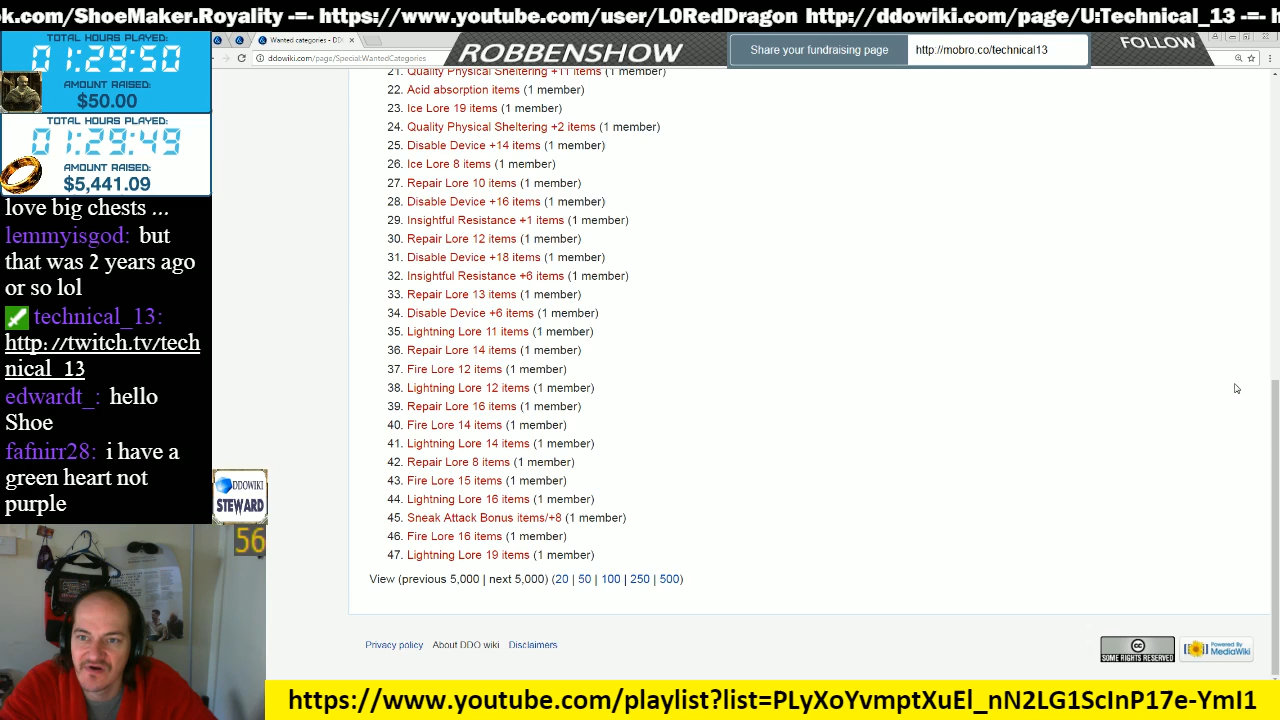 k.com/ShoeMaker.Royality -=- https://www.youtube.com/user/L0RedDragon http://ddowiki.com/page/U:Technical_13 -=- h
TOTAL HOURS PLAYED:
01:29:50
AMOUNT RAISED:
$50.00
TOTAL HOURS PLAYED:
01:29:49
AMOUNT RAISED:
$5,441.09
love big chests ...
lemmyisgod: but
that was 2 years ago
or so lol
technical_13:
http://twitch.tv/tech
nical_13
edwardt_: hello
Shoe
fafnirr28: i have a
green heart not
purple
DDOWIKI
STEWARD
56
Wanted categories - DD
ddowiki.com/page/Special:WantedCategories
ROBBENSHOW
Share your fundraising page
http://mobro.co/technical13
FOLLOW
21. Quality Physical Sheltering +11 items (1 member)
22. Acid absorption items (1 member)
23. Ice Lore 19 items (1 member)
24. Quality Physical Sheltering +2 items (1 member)
25. Disable Device +14 items (1 member)
26. Ice Lore 8 items (1 member)
27. Repair Lore 10 items (1 member)
28. Disable Device +16 items (1 member)
29. Insightful Resistance +1 items (1 member)
30. Repair Lore 12 items (1 member)
31. Disable Device +18 items (1 member)
32. Insightful Resistance +6 items (1 member)
33. Repair Lore 13 items (1 member)
34. Disable Device +6 items (1 member)
35. Lightning Lore 11 items (1 member)
36. Repair Lore 14 items (1 member)
37. Fire Lore 12 items (1 member)
38. Lightning Lore 12 items (1 member)
39. Repair Lore 16 items (1 member)
40. Fire Lore 14 items (1 member)
41. Lightning Lore 14 items (1 member)
42. Repair Lore 8 items (1 member)
43. Fire Lore 15 items (1 member)
44. Lightning Lore 16 items (1 member)
45. Sneak Attack Bonus items/+8 (1 member)
46. Fire Lore 16 items (1 member)
47. Lightning Lore 19 items (1 member)
View (previous 5,000 | next 5,000) (20 | 50 | 100 | 250 | 500)
Privacy policy About DDO wiki Disclaimers
SOME RIGHTS RESERVED
Powered By
MediaWiki
https://www.youtube.com/playlist?list=PLyXoYvmptXuEl_nN2LG1ScInP17e-YmI1